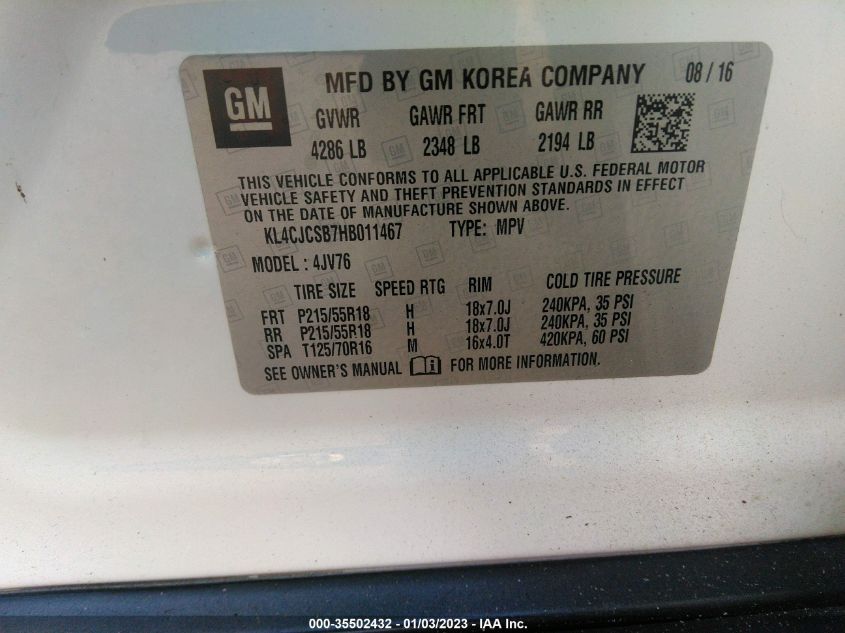 GM
MFD BY GM KOREA COMPANY 08 / 16
GVWR GAWR FRT GAWR RR
4286 LB 2348 LB 2194 LB
THIS VEHICLE CONFORMS TO ALL APPLICABLE U.S. FEDERAL MOTOR
VEHICLE SAFETY AND THEFT PREVENTION STANDARDS IN EFFECT
ON THE DATE OF MANUFACTURE SHOWN ABOVE.
KL4CJCSB7HB011467 TYPE: MPV
MODEL : 4JV76
TIRE SIZE SPEED RTG RIM COLD TIRE PRESSURE
FRT P215/55R18 H 18x7.0J 240KPA, 35 PSI
RR P215/55R18 H 18x7.0J 240KPA, 35 PSI
SPA T125/70R16 M 16x4.0T 420KPA, 60 PSI
SEE OWNER'S MANUAL FOR MORE INFORMATION.
000-35502432 - 01/03/2023 - IAA Inc.